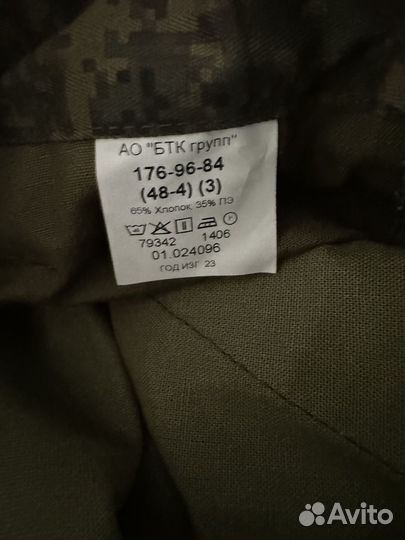 АО "БТК групп"
176-96-84
(48-4) (3)
65% Хлопок, 35% ПЭ
79342 1406
01.024096
ГОД ИЗГ. 23
Avito